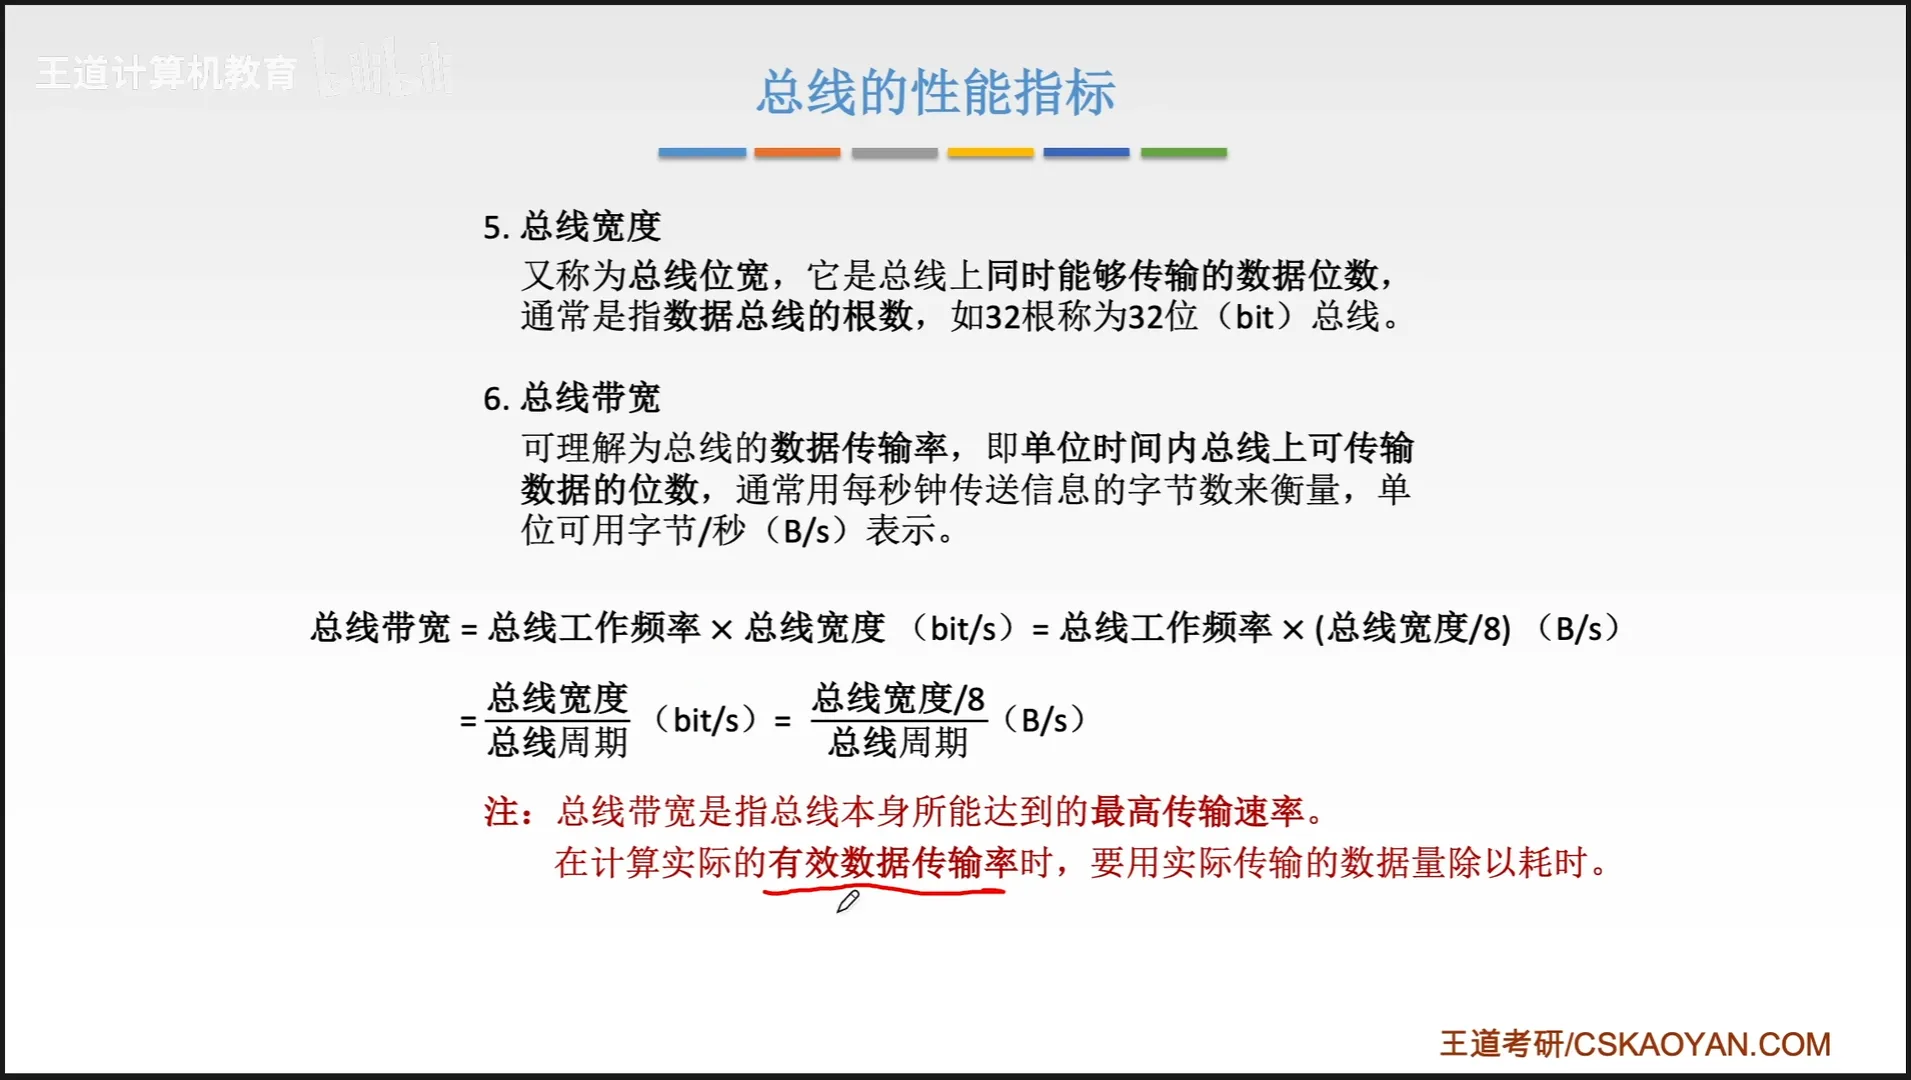 王道计算机教育 bilibili
总线的性能指标
5. 总线宽度
又称为总线位宽，它是总线上同时能够传输的数据位数，
通常是指数据总线的根数，如32根称为32位（bit）总线。
6. 总线带宽
可理解为总线的数据传输率，即单位时间内总线上可传输
数据的位数，通常用每秒钟传送信息的字节数来衡量，单
位可用字节/秒（B/s）表示。
总线带宽 = 总线工作频率 × 总线宽度 （bit/s）= 总线工作频率 × (总线宽度/8) （B/s）
= 总线宽度/总线周期 （bit/s）= 总线宽度/8/总线周期（B/s）
注：总线带宽是指总线本身所能达到的最高传输速率。
在计算实际的有效数据传输率时，要用实际传输的数据量除以耗时。
王道考研/CSKAOYAN.COM